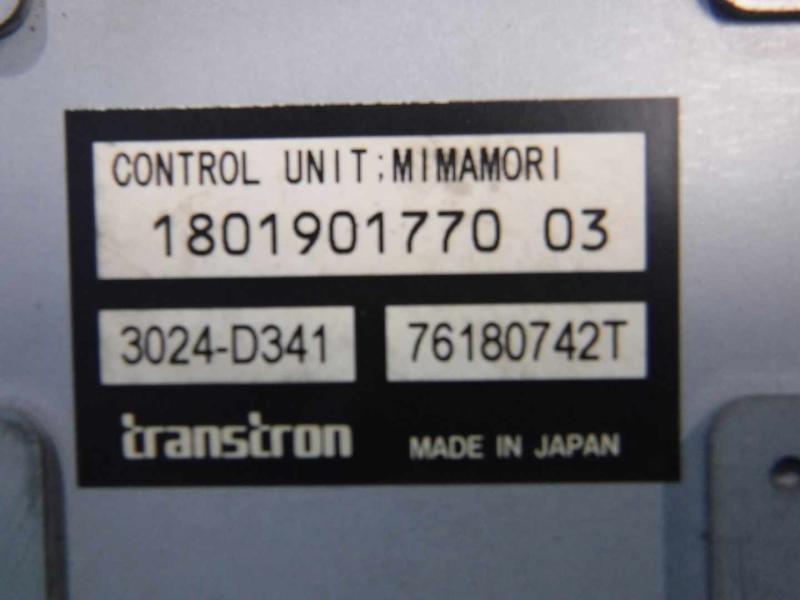 CONTROL UNIT;MIMAMORI
1801901770 03
3024-D341 76180742T
transtron MADE IN JAPAN